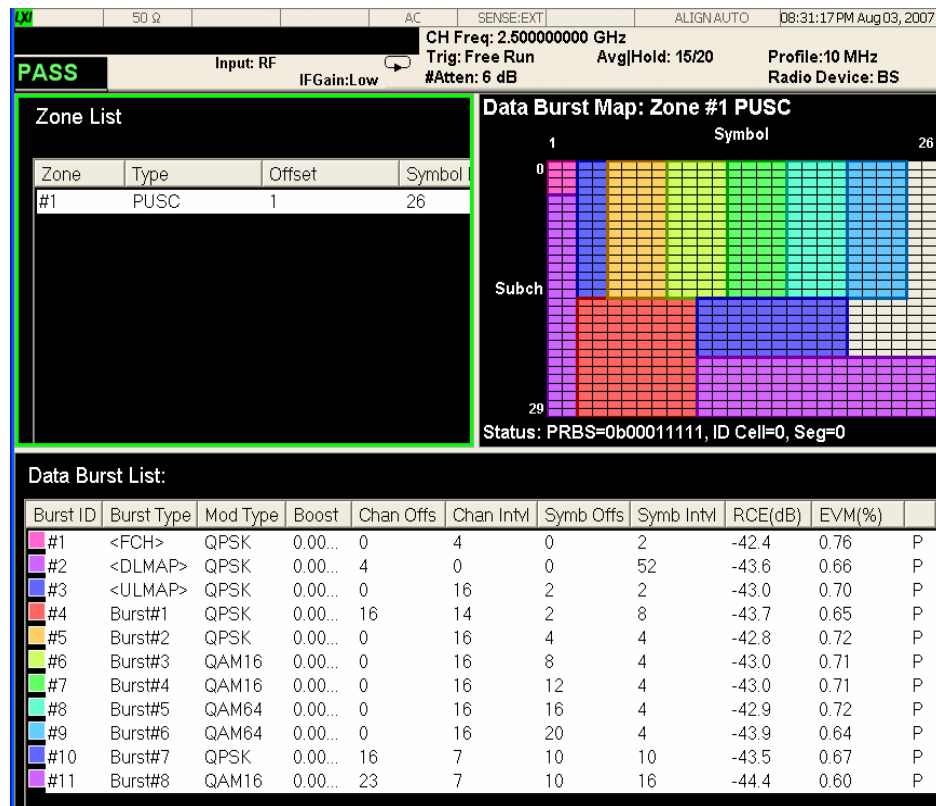 LXI 50 Ω AC SENSE:EXT ALIGN AUTO 08:31:17 PM Aug 03, 2007
CH Freq: 2.500000000 GHz
PASS Input: RF Trig: Free Run Avg|Hold: 15/20 Profile:10 MHz
IFGain:Low #Atten: 6 dB Radio Device: BS
Zone List
Zone Type Offset Symbol
#1 PUSC 1 26
Data Burst Map: Zone #1 PUSC
Symbol
1 26
0
Subch
29
Status: PRBS=0b00011111, ID Cell=0, Seg=0
Data Burst List:
Burst ID Burst Type Mod Type Boost Chan Offs Chan Intvl Symb Offs Symb Intvl RCE(dB) EVM(%)
#1 <FCH> QPSK 0.00... 0 4 0 2 -42.4 0.76 P
#2 <DLMAP> QPSK 0.00... 4 0 0 52 -43.6 0.66 P
#3 <ULMAP> QPSK 0.00... 0 16 2 2 -43.0 0.70 P
#4 Burst#1 QPSK 0.00... 16 14 2 8 -43.7 0.65 P
#5 Burst#2 QPSK 0.00... 0 16 4 4 -42.8 0.72 P
#6 Burst#3 QAM16 0.00... 0 16 8 4 -43.0 0.71 P
#7 Burst#4 QAM16 0.00... 0 16 12 4 -43.0 0.71 P
#8 Burst#5 QAM64 0.00... 0 16 16 4 -42.9 0.72 P
#9 Burst#6 QAM64 0.00... 0 16 20 4 -43.9 0.64 P
#10 Burst#7 QPSK 0.00... 16 7 10 10 -43.5 0.67 P
#11 Burst#8 QAM16 0.00... 23 7 10 16 -44.4 0.60 P